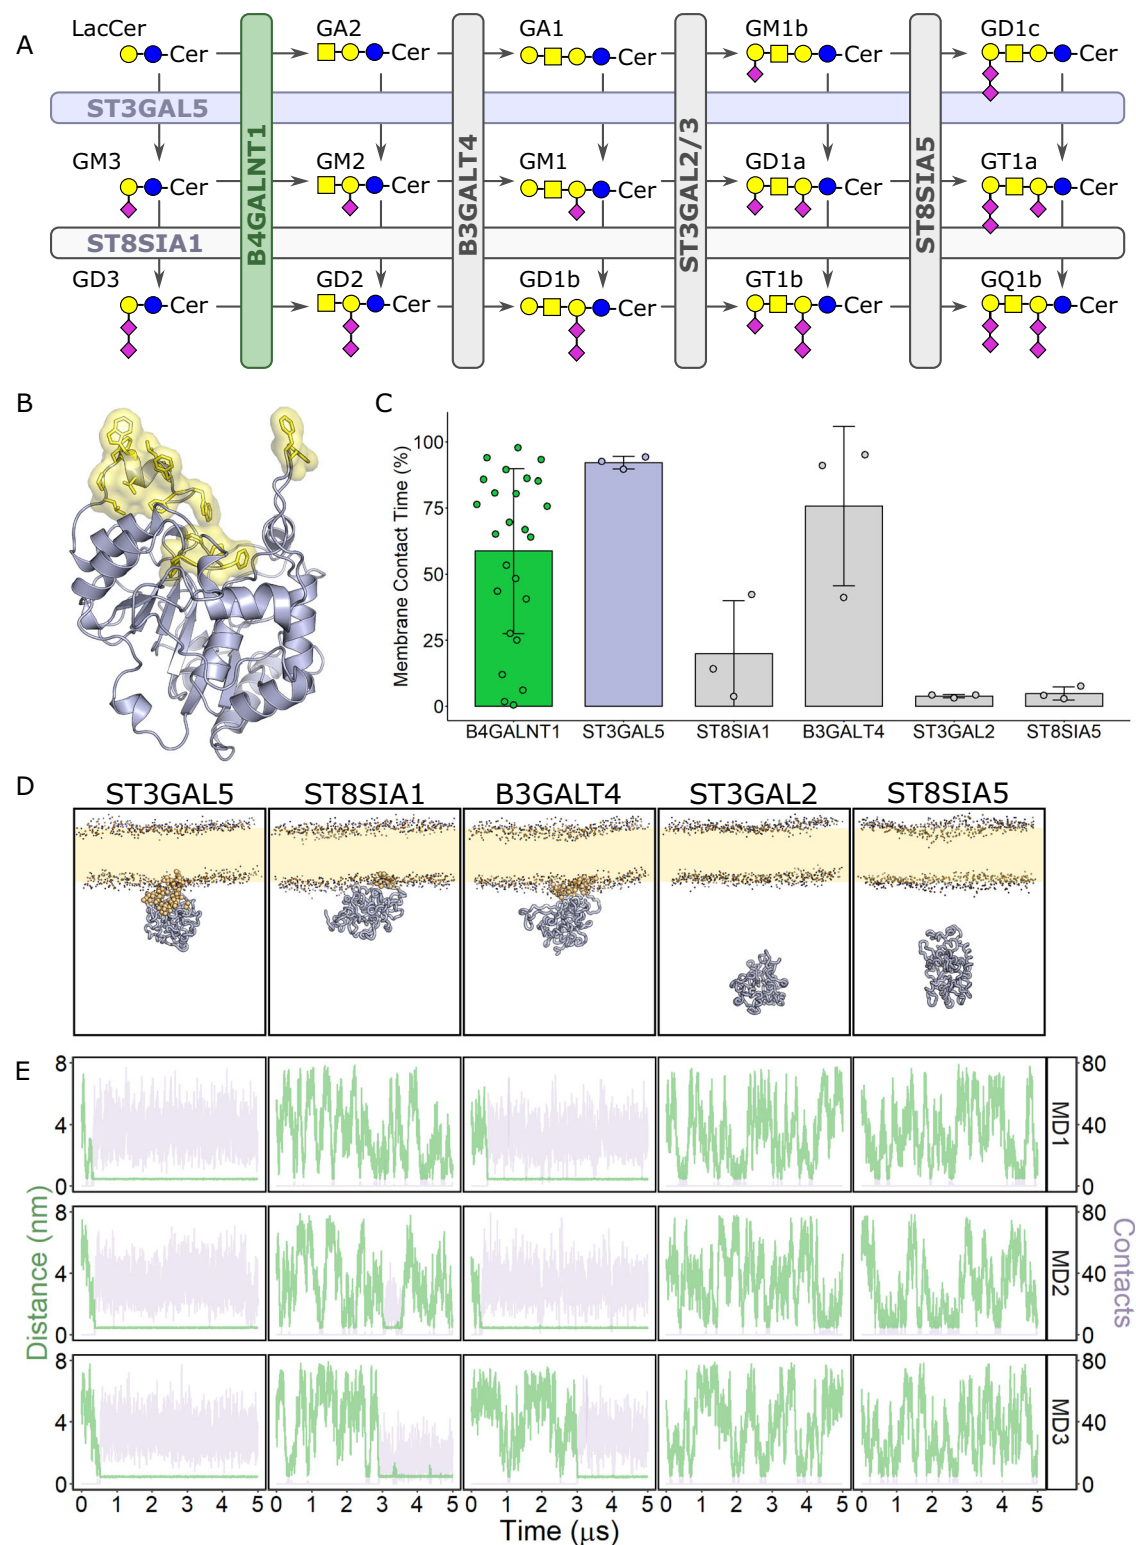 A
LacCer GA2 GA1 GM1b GD1c
Cer Cer Cer Cer Cer
ST3GAL5
B4GALNT1
B3GALT4
ST3GAL2/3
ST8SIA5
GM3 GM2 GM1 GD1a GT1a
Cer Cer Cer Cer Cer
ST8SIA1
GD3 GD2 GD1b GT1b GQ1b
Cer Cer Cer Cer Cer
B
C
Membrane Contact Time (%)
100
75
50
25
0
B4GALNT1 ST3GAL5 ST8SIA1 B3GALT4 ST3GAL2 ST8SIA5
D
ST3GAL5 ST8SIA1 B3GALT4 ST3GAL2 ST8SIA5
E
Distance (nm)
8
4
0
8
4
0
8
4
0
MD1
MD2
MD3
80
40
0
80
40
0
80
40
0
Contacts
0 1 2 3 4 5 0 1 2 3 4 5 0 1 2 3 4 5 0 1 2 3 4 5 0 1 2 3 4 5
Time (μs)